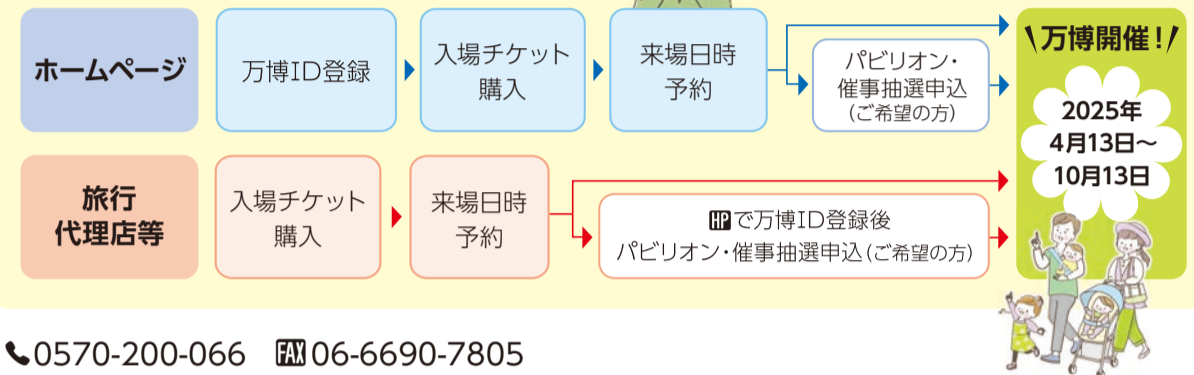 ホームページ
万博ID登録
入場チケット
購入
来場日時
予約
パビリオン・
催事抽選申込
(ご希望の方)
旅行
代理店等
入場チケット
購入
来場日時
予約
HPで万博ID登録後
パビリオン・催事抽選申込(ご希望の方)
万博開催!
2025年
4月13日〜
10月13日
0570-200-066 FAX 06-6690-7805